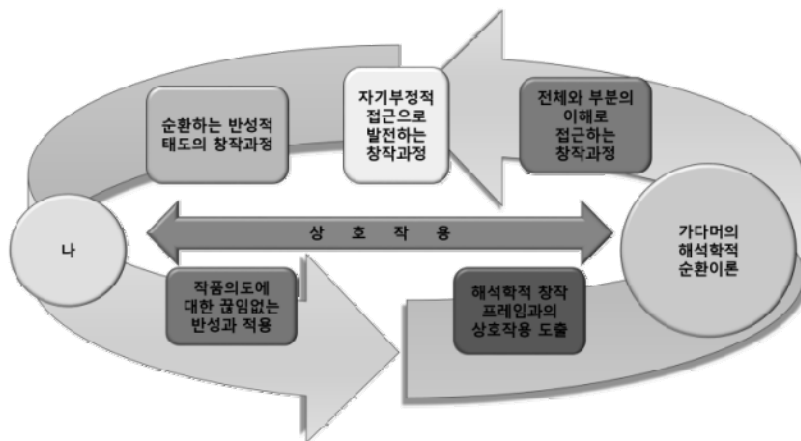 자기부정적
접근으로
발전하는
창작과정
전체와 부분의
이해로
접근하는
창작과정
순환하는 반성적
태도의 창작과정
나
상 호 작 용
가다머의
해석학적
순환이론
작품의도에
대한 끊임없는
반성과 적용
해석학적 창작
프레임과의
상호작용 도출